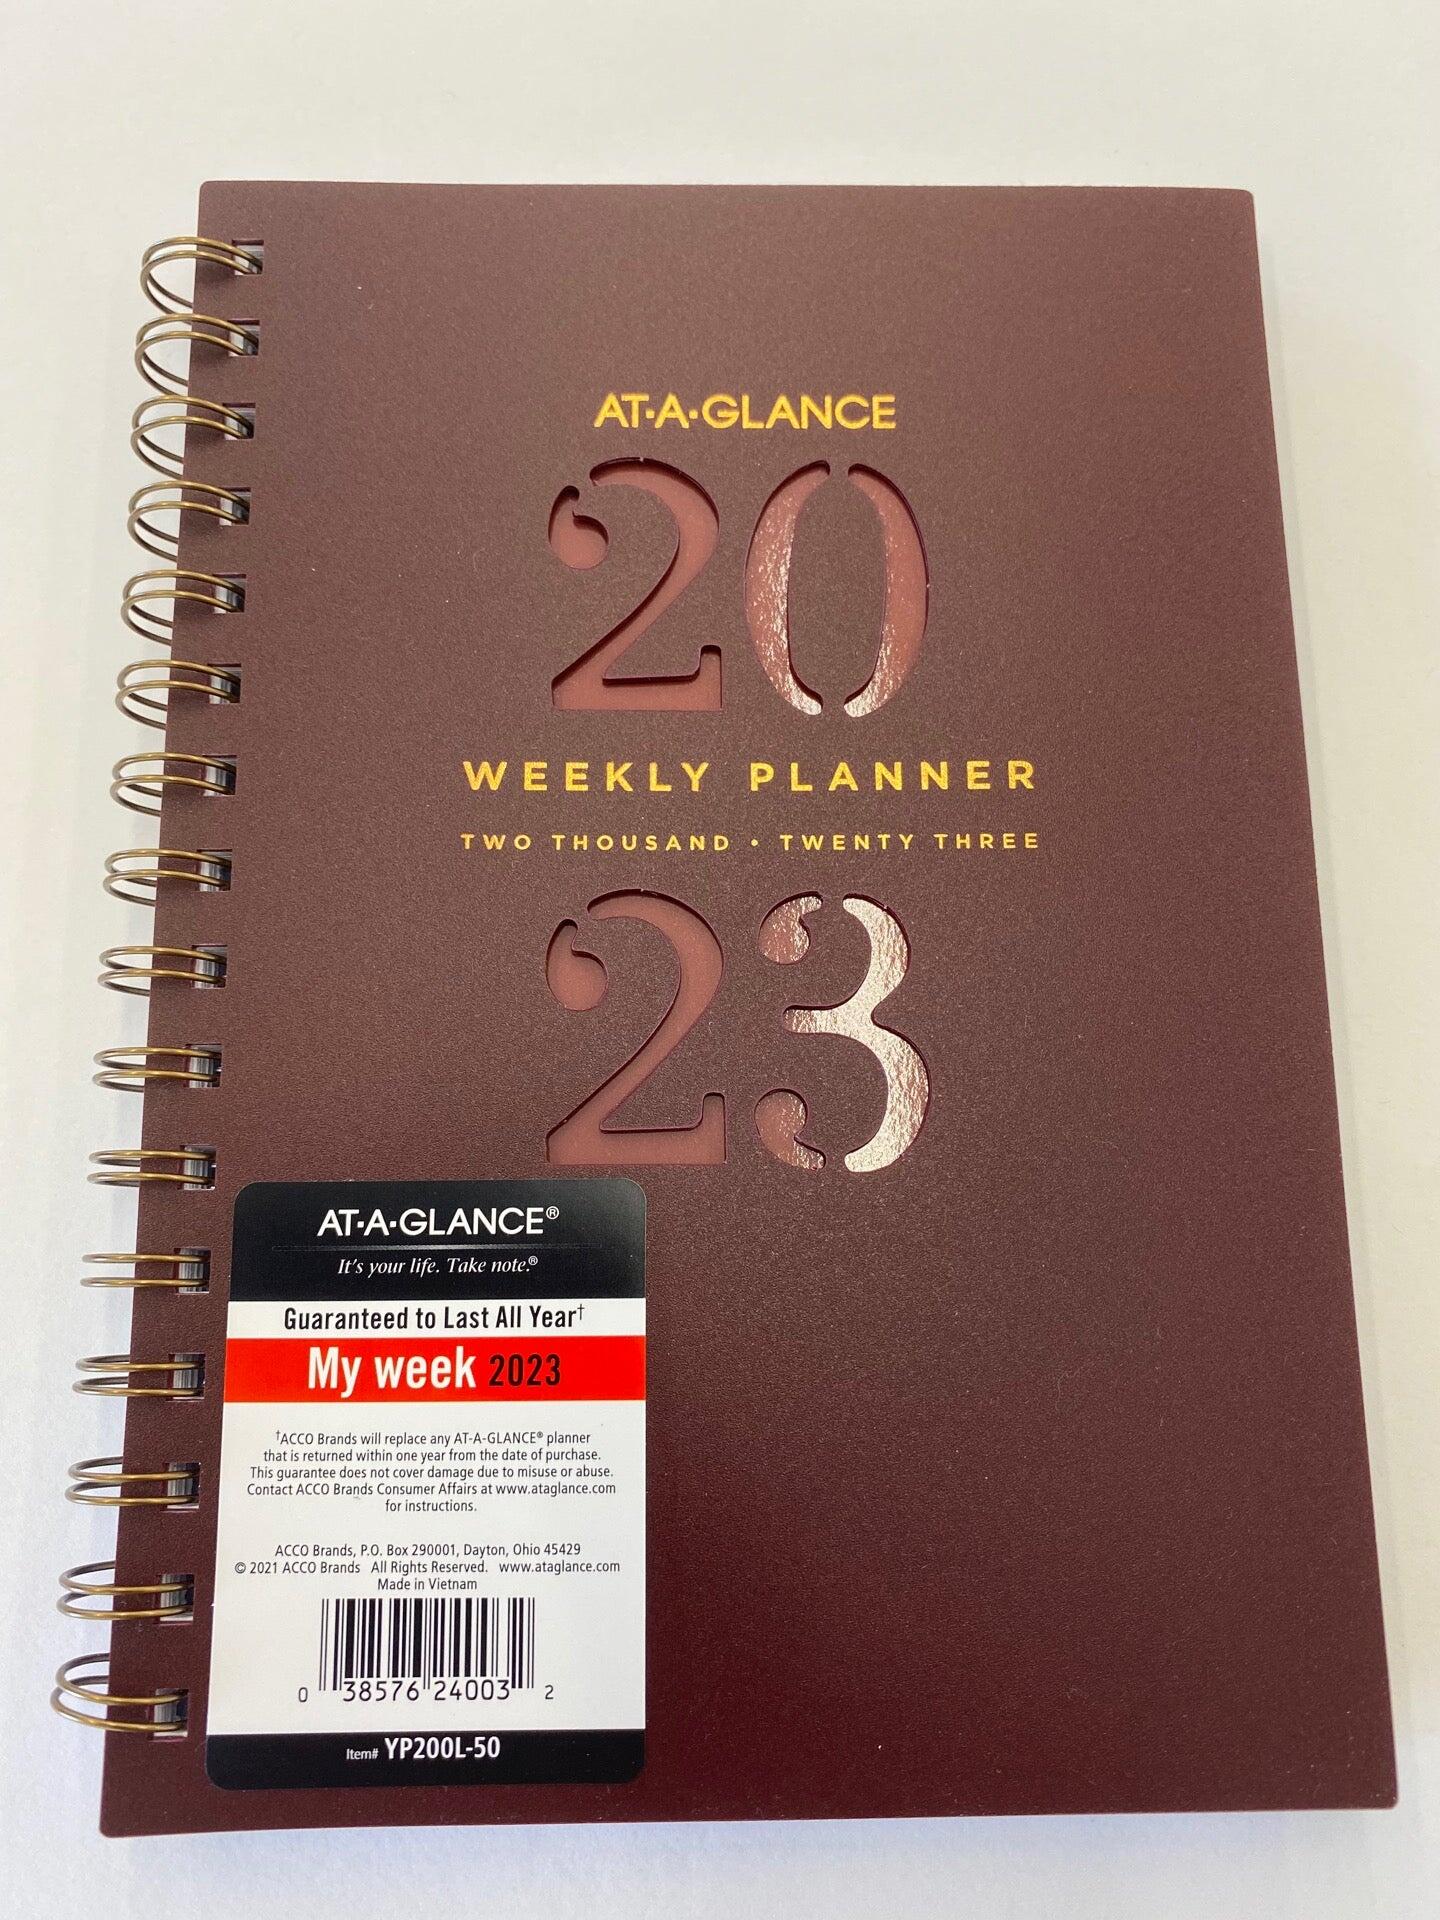 AT-A-GLANCE
20
WEEKLY PLANNER
TWO THOUSAND • TWENTY THREE
23
AT-A-GLANCE®
It's your life. Take note.®
Guaranteed to Last All Year†
My week 2023
†ACCO Brands will replace any AT-A-GLANCE® planner
that is returned within one year from the date of purchase.
This guarantee does not cover damage due to misuse or abuse.
Contact ACCO Brands Consumer Affairs at www.ataglance.com
for instructions.
ACCO Brands, P.O. Box 290001, Dayton, Ohio 45429
© 2021 ACCO Brands All Rights Reserved. www.ataglance.com
Made in Vietnam
0 38576 24003 2
Item# YP200L-50